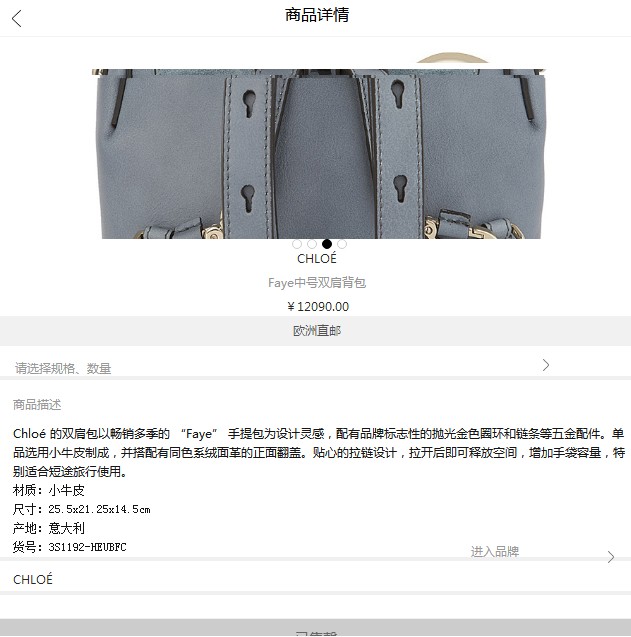 商品详情
CHLOÉ
Faye中号双肩背包
￥12090.00
欧洲直邮
请选择规格、数量
商品描述
Chloé 的双肩包以畅销多季的 “Faye” 手提包为设计灵感，配有品牌标志性的抛光金色圈环和链条等五金配件。单
品选用小牛皮制成，并搭配有同色系绒面革的正面翻盖。贴心的拉链设计，拉开后即可释放空间，增加手袋容量，特
别适合短途旅行使用。
材质：小牛皮
尺寸：25.5x21.25x14.5cm
产地：意大利
货号：3S1192-HEUBFC
进入品牌
CHLOÉ